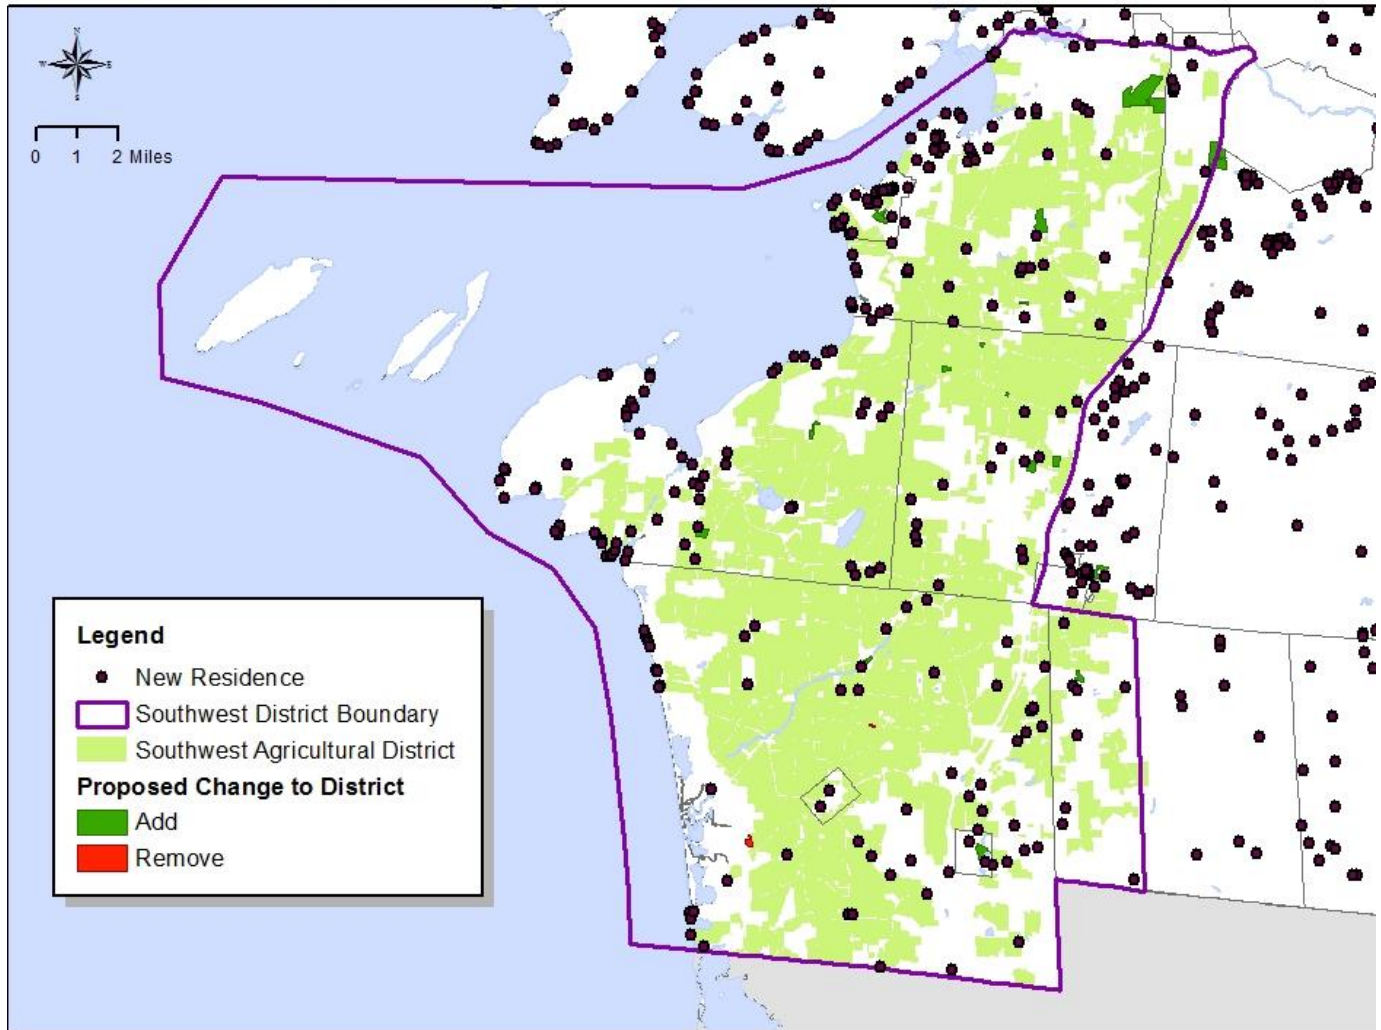 N
W E
S
0 1 2 Miles
Legend
New Residence
Southwest District Boundary
Southwest Agricultural District
Proposed Change to District
Add
Remove